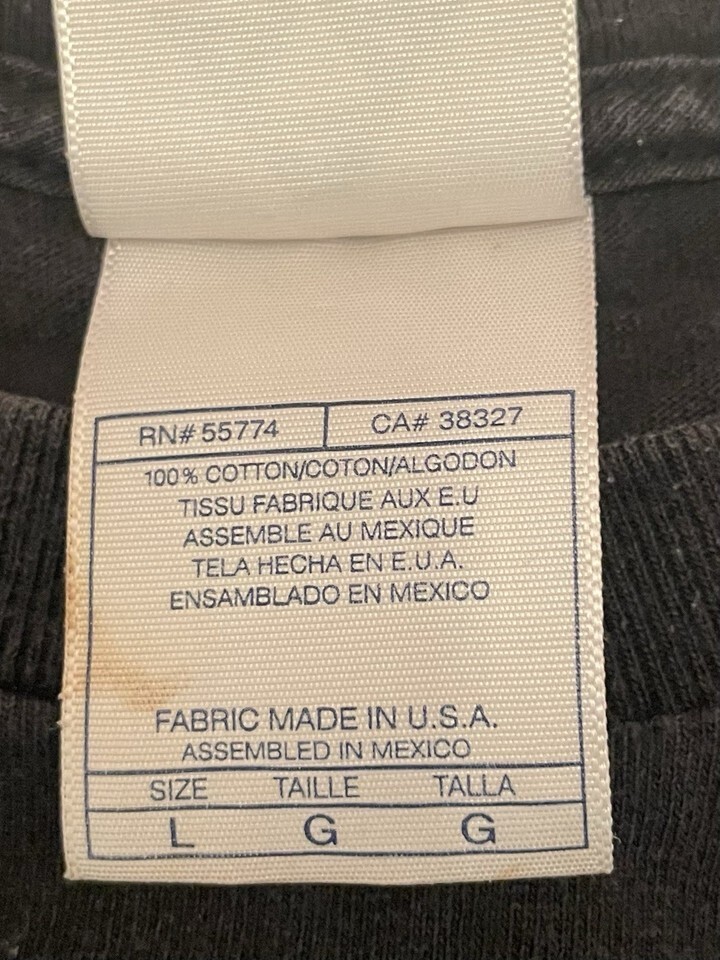 RN# 55774 CA# 38327
100% COTTON/COTON/ALGODON
TISSU FABRIQUE AUX E.U
ASSEMBLE AU MEXIQUE
TELA HECHA EN E.U.A.
ENSAMBLADO EN MEXICO
FABRIC MADE IN U.S.A.
ASSEMBLED IN MEXICO
SIZE TAILLE TALLA
L G G